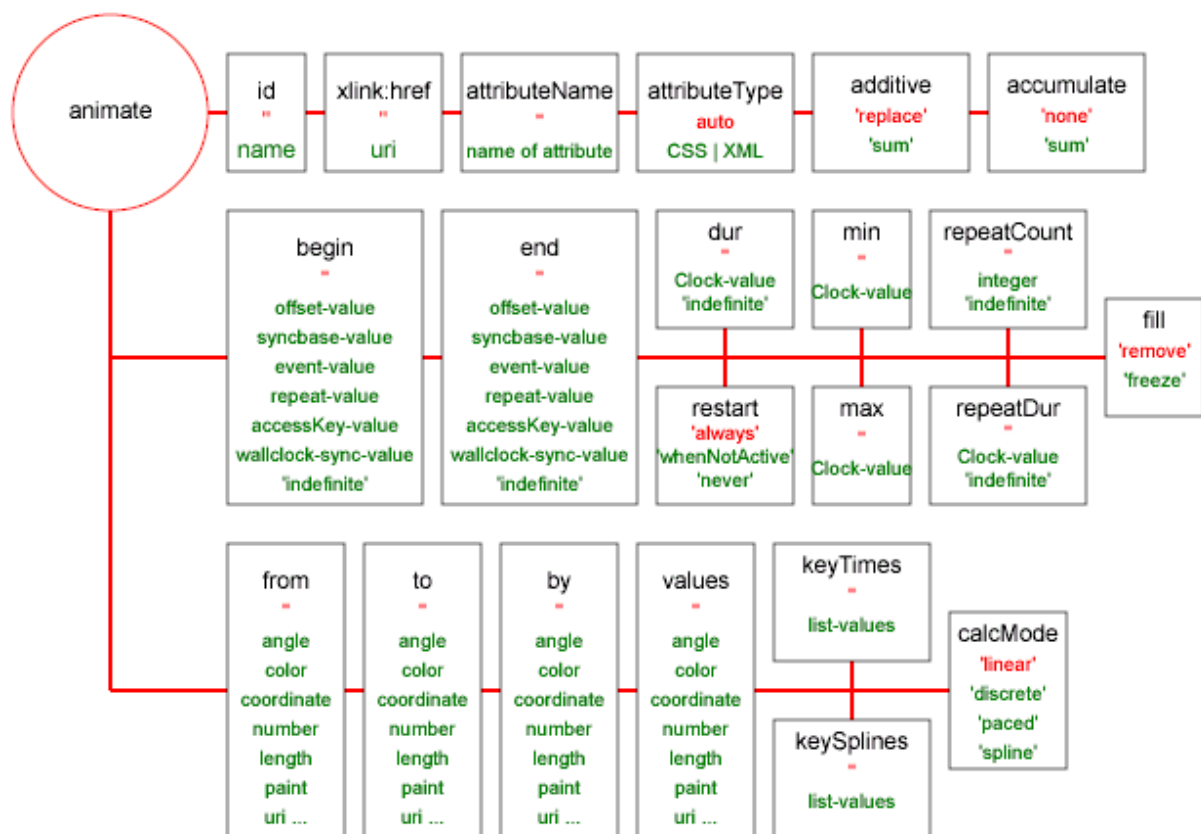 animate
id
"
name
xlink:href
"
uri
attributeName
"
name of attribute
attributeType
auto
CSS | XML
additive
'replace'
'sum'
accumulate
'none'
'sum'
begin
"
offset-value
syncbase-value
event-value
repeat-value
accessKey-value
wallclock-sync-value
'indefinite'
end
"
offset-value
syncbase-value
event-value
repeat-value
accessKey-value
wallclock-sync-value
'indefinite'
dur
"
Clock-value
'indefinite'
min
"
Clock-value
repeatCount
"
integer
'indefinite'
restart
'always'
'whenNotActive'
'never'
max
"
Clock-value
repeatDur
"
Clock-value
'indefinite'
fill
'remove'
'freeze'
from
"
angle
color
coordinate
number
length
paint
uri ...
to
"
angle
color
coordinate
number
length
paint
uri ...
by
"
angle
color
coordinate
number
length
paint
uri ...
values
"
angle
color
coordinate
number
length
paint
uri ...
keyTimes
"
list-values
keySplines
"
list-values
calcMode
'linear'
'discrete'
'paced'
'spline'